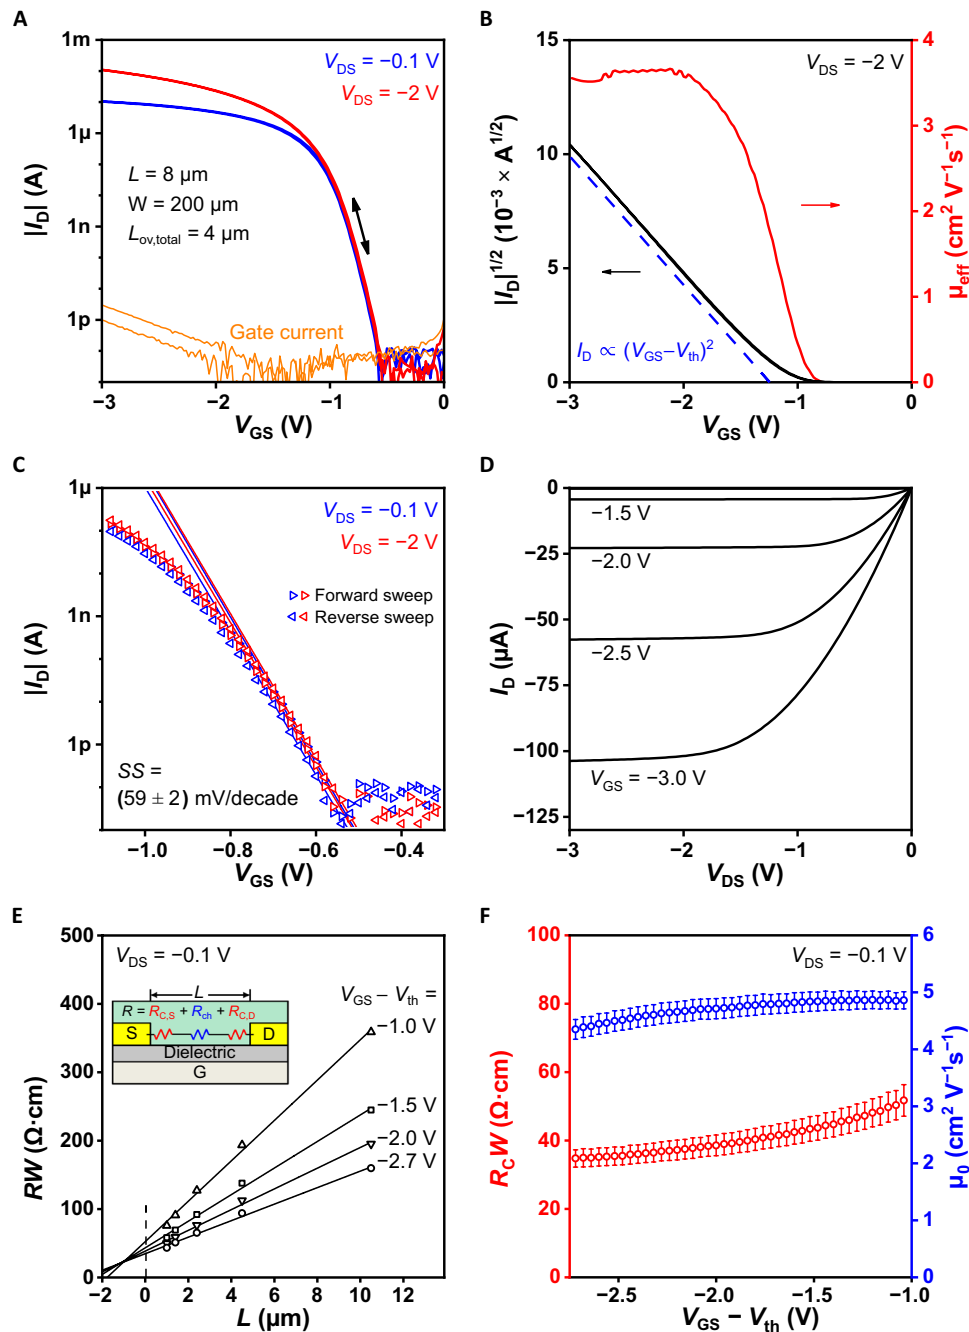 A
1m
1μ
1n
1p
|I_D| (A)
V_DS = −0.1 V
V_DS = −2 V
L = 8 μm
W = 200 μm
L_ov,total = 4 μm
Gate current
−3
−2
−1
0
V_GS (V)
B
15
10
5
0
|I_D|^1/2 (10^−3 × A^1/2)
V_DS = −2 V
I_D ∝ (V_GS−V_th)^2
4
3
2
1
0
μ_eff (cm^2 V^−1s^−1)
−3
−2
−1
0
V_GS (V)
C
1μ
1n
1p
|I_D| (A)
V_DS = −0.1 V
V_DS = −2 V
Forward sweep
Reverse sweep
SS =
(59 ± 2) mV/decade
−1.0
−0.8
−0.6
−0.4
V_GS (V)
D
0
−25
−50
−75
−100
−125
I_D (μA)
−1.5 V
−2.0 V
−2.5 V
V_GS = −3.0 V
−3
−2
−1
0
V_DS (V)
E
500
400
300
200
100
0
RW (Ω·cm)
V_DS = −0.1 V
L
R = R_C,S + R_ch + R_C,D
S
D
Dielectric
G
V_GS − V_th =
−1.0 V
−1.5 V
−2.0 V
−2.7 V
−2
0
2
4
6
8
10
12
L (μm)
F
100
80
60
40
20
0
R_C W (Ω·cm)
V_DS = −0.1 V
6
5
4
3
2
1
0
μ_0 (cm^2 V^−1s^−1)
−2.5
−2.0
−1.5
−1.0
V_GS − V_th (V)